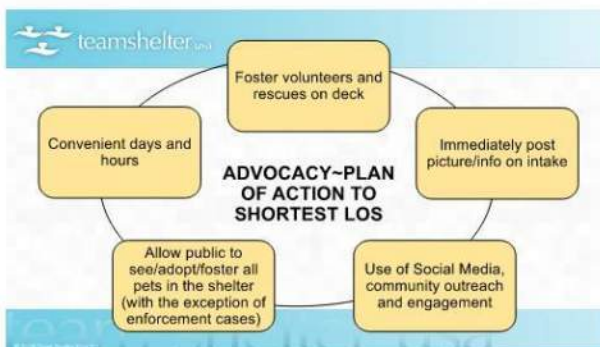 teamshelter usa
Foster volunteers and
rescues on deck
Convenient days and
hours
Immediately post
picture/info on intake
ADVOCACY~PLAN
OF ACTION TO
SHORTEST LOS
Allow public to
see/adopt/foster all
pets in the shelter
(with the exception of
enforcement cases)
Use of Social Media,
community outreach
and engagement